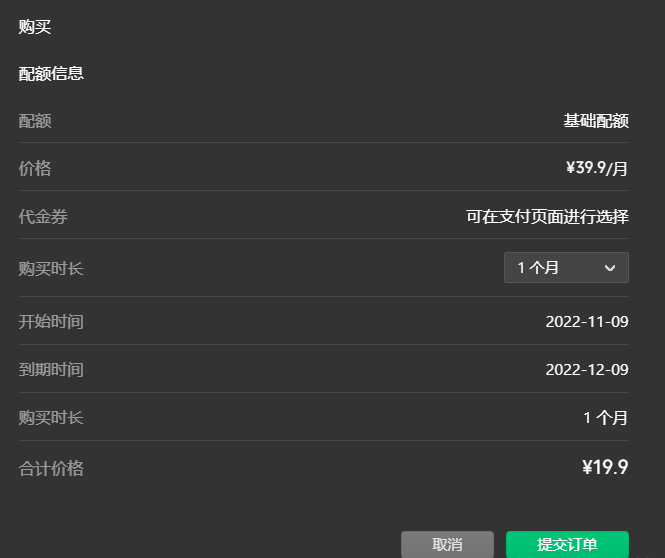 购买
配额信息
配额 基础配额
价格 ¥39.9/月
代金券 可在支付页面进行选择
购买时长 1 个月
开始时间 2022-11-09
到期时间 2022-12-09
购买时长 1 个月
合计价格 ¥19.9
取消 提交订单